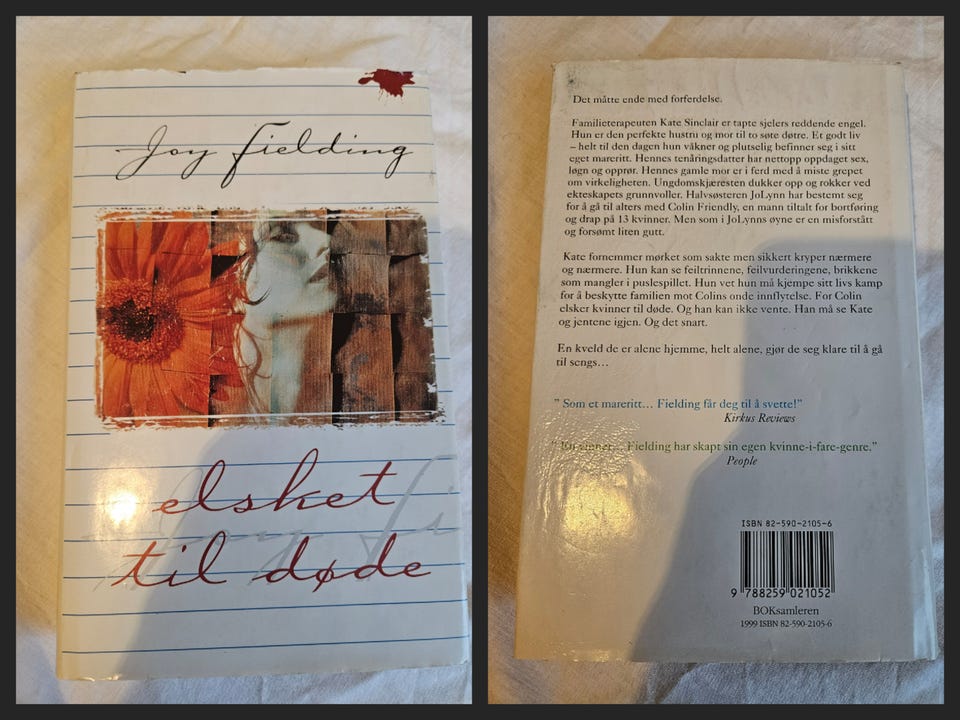 Joy Fielding
elsket
til døde
Det måtte ende med forferdelse.
Familieterapeuten Kate Sinclair er tapte sjelers reddende engel.
Hun er den perfekte hustru og mor til to søte døtre. Et godt liv
– helt til den dagen hun våkner og plutselig befinner seg i sitt
eget mareritt. Hennes tenåringsdatter har nettopp oppdaget sex,
løgn og opprør. Hennes gamle mor er i ferd med å miste grepet
om virkeligheten. Ungdomskjæresten dukker opp og rokker ved
ekteskapets grunnvoller. Halvsøsteren JoLynn har bestemt seg
for å gå til alters med Colin Friendly, en mann tiltalt for bortføring
og drap på 13 kvinner. Men som i JoLynns øyne er en misforstått
og forsømt liten gutt.
Kate fornemmer mørket som sakte men sikkert kryper nærmere
og nærmere. Hun kan se feiltrinnene, feilvurderingene, brikkene
som mangler i puslespillet. Hun vet hun må kjempe sitt livs kamp
for å beskytte familien mot Colins onde innflytelse. For Colin
elsker kvinner til døde. Og han kan ikke vente. Han må se Kate
og jentene igjen. Og det snart.
En kveld de er alene hjemme, helt alene, gjør de seg klare til å gå
til sengs…
" Som et mareritt… Fielding får deg til å svette!"
Kirkus Reviews
" En vinner… Fielding har skapt sin egen kvinne-i-fare-genre."
People
ISBN 82-590-2105-6
9 788259 021052
BOKsamleren
1999 ISBN 82-590-2105-6